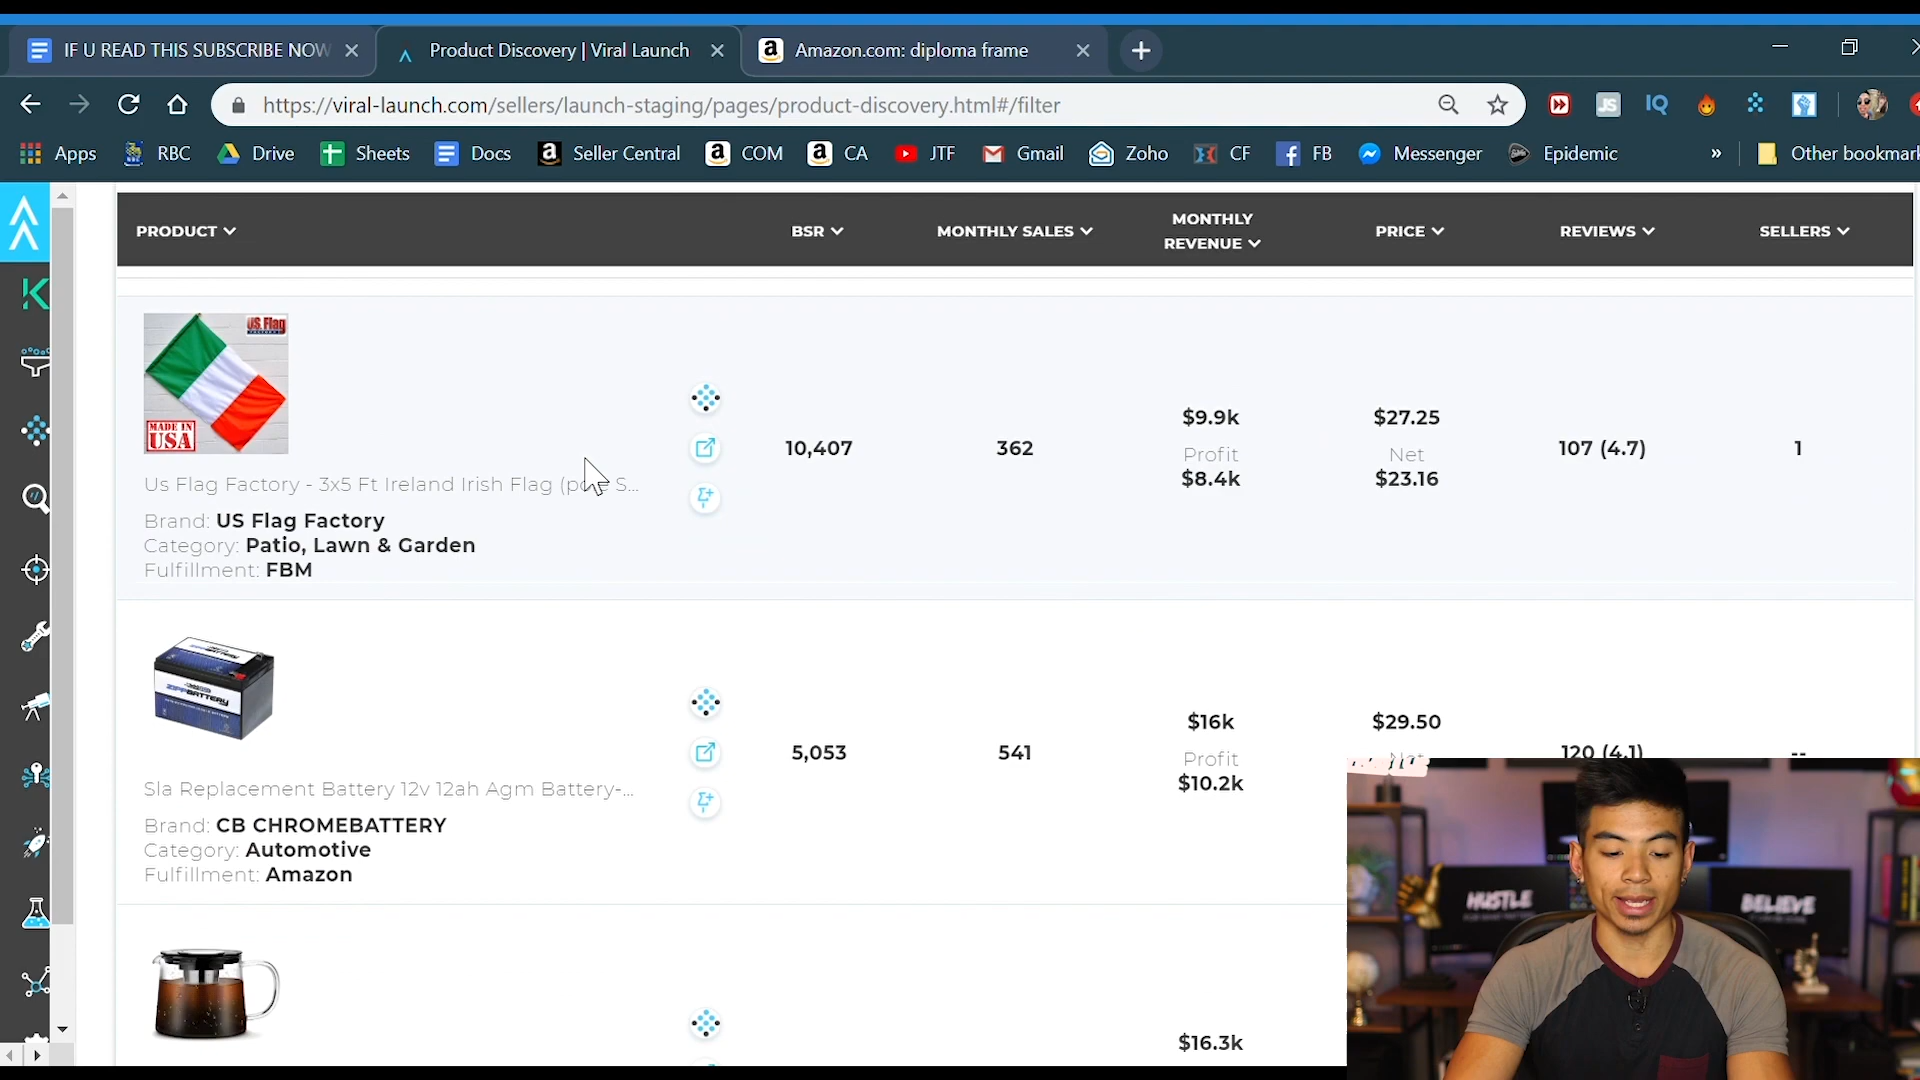 IF U READ THIS SUBSCRIBE NOW
Product Discovery | Viral Launch
Amazon.com: diploma frame
https://viral-launch.com/sellers/launch-staging/pages/product-discovery.html#/filter
JS
IQ
Apps
RBC
Drive
Sheets
Docs
Seller Central
COM
CA
JTF
Gmail
Zoho
CF
FB
Messenger
Epidemic
»
Other bookmark
PRODUCT
BSR
MONTHLY SALES
MONTHLY REVENUE
PRICE
REVIEWS
SELLERS
US Flag
MADE IN
USA
Us Flag Factory - 3x5 Ft Ireland Irish Flag (po S...
Brand: US Flag Factory
Category: Patio, Lawn & Garden
Fulfillment: FBM
10,407
362
$9.9k
Profit
$8.4k
$27.25
Net
$23.16
107 (4.7)
1
ZIPPBATTERY
Sla Replacement Battery 12v 12ah Agm Battery-...
Brand: CB CHROMEBATTERY
Category: Automotive
Fulfillment: Amazon
5,053
541
$16k
Profit
$10.2k
$29.50
Net
120 (4.1)
--
$16.3k
HUSTLE
BELIEVE